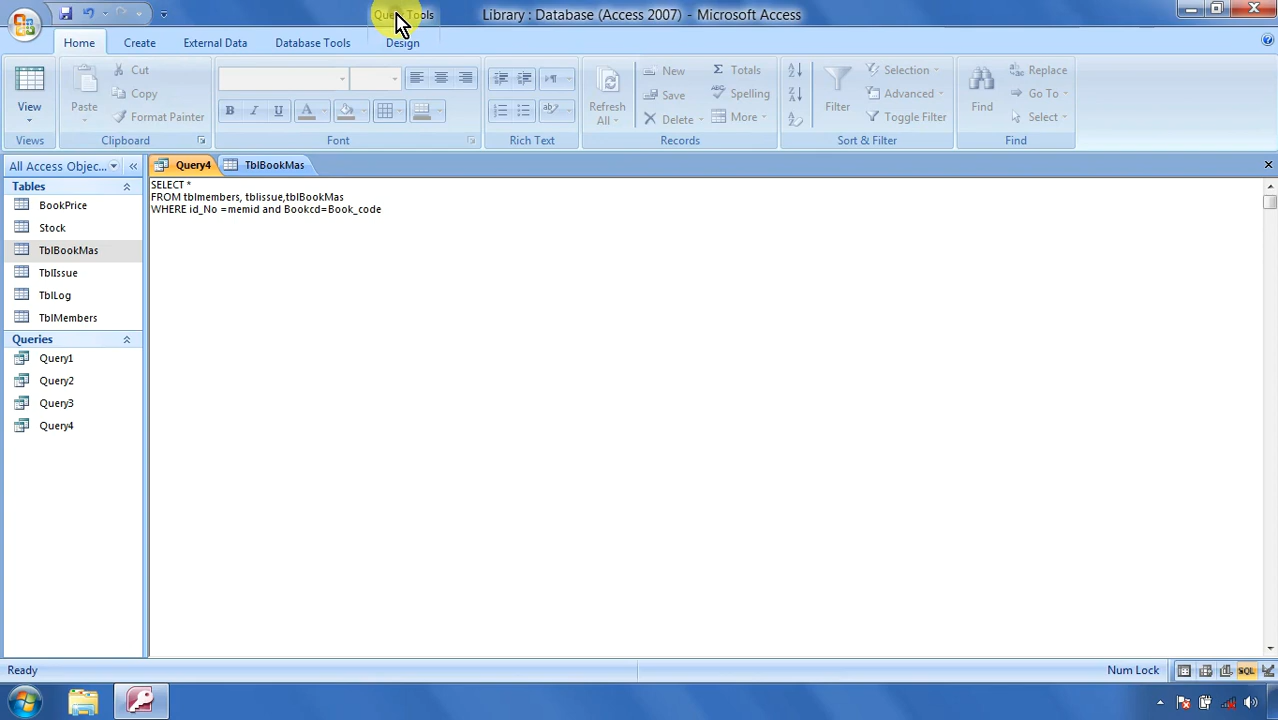 Query Tools
Library : Database (Access 2007) - Microsoft Access
Home Create External Data Database Tools Design
View
Views
Paste
Cut
Copy
Format Painter
Clipboard
B I U A
Font
Rich Text
Refresh All
New
Save
Delete
Totals
Spelling
More
Records
Filter
Selection
Advanced
Toggle Filter
Sort & Filter
Find
Replace
Go To
Select
Find
All Access Objec...
Tables
BookPrice
Stock
TblBookMas
TblIssue
TblLog
TblMembers
Queries
Query1
Query2
Query3
Query4
Query4 TblBookMas
SELECT *
FROM tblmembers, tblissue,tblBookMas
WHERE id_No =memid and Bookcd=Book_code
Ready
Num Lock
SQL